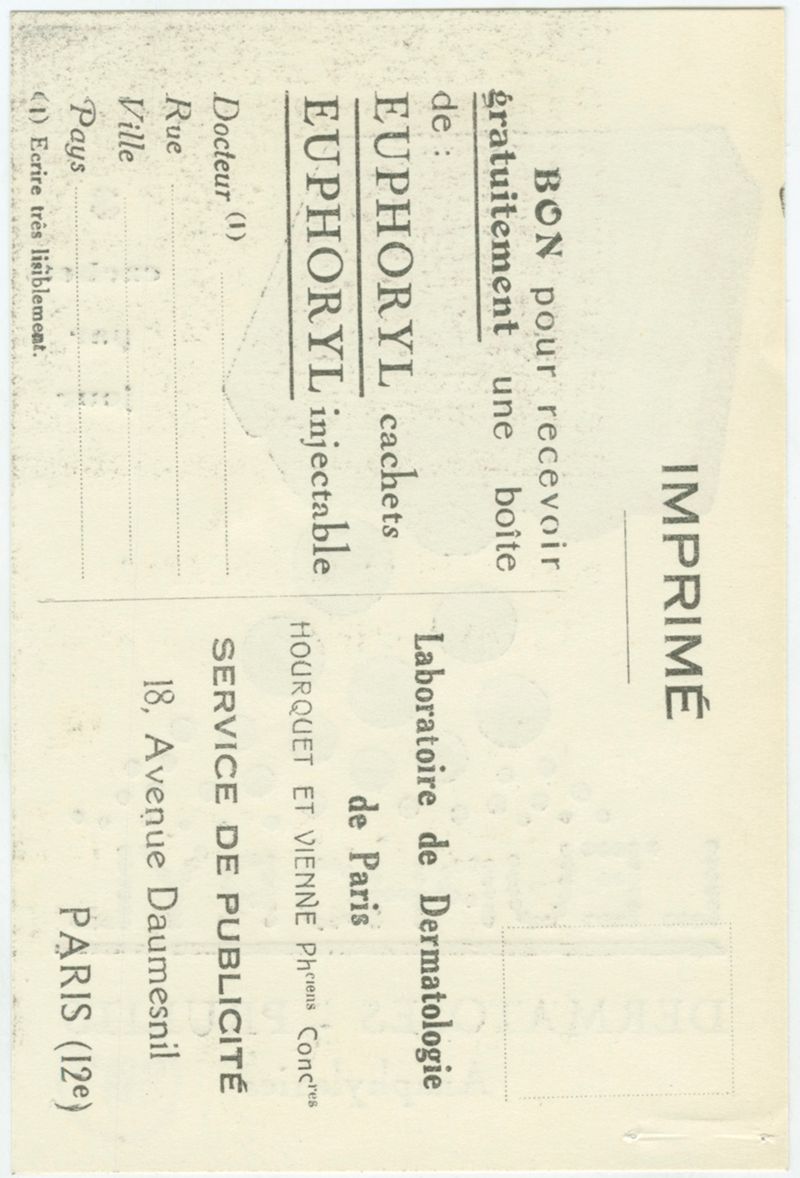 IMPRIMÉ
BON pour recevoir
gratuitement une boîte
de :
EUPHORYL cachets
EUPHORYL injectable
Docteur (1)
Rue
Ville
Pays
(1) Ecrire très lisiblement.
Laboratoire de Dermatologie
de Paris
HOURQUET ET VIENNE Phciens Concres
SERVICE DE PUBLICITÉ
18, Avenue Daumesnil
PARIS (12e)